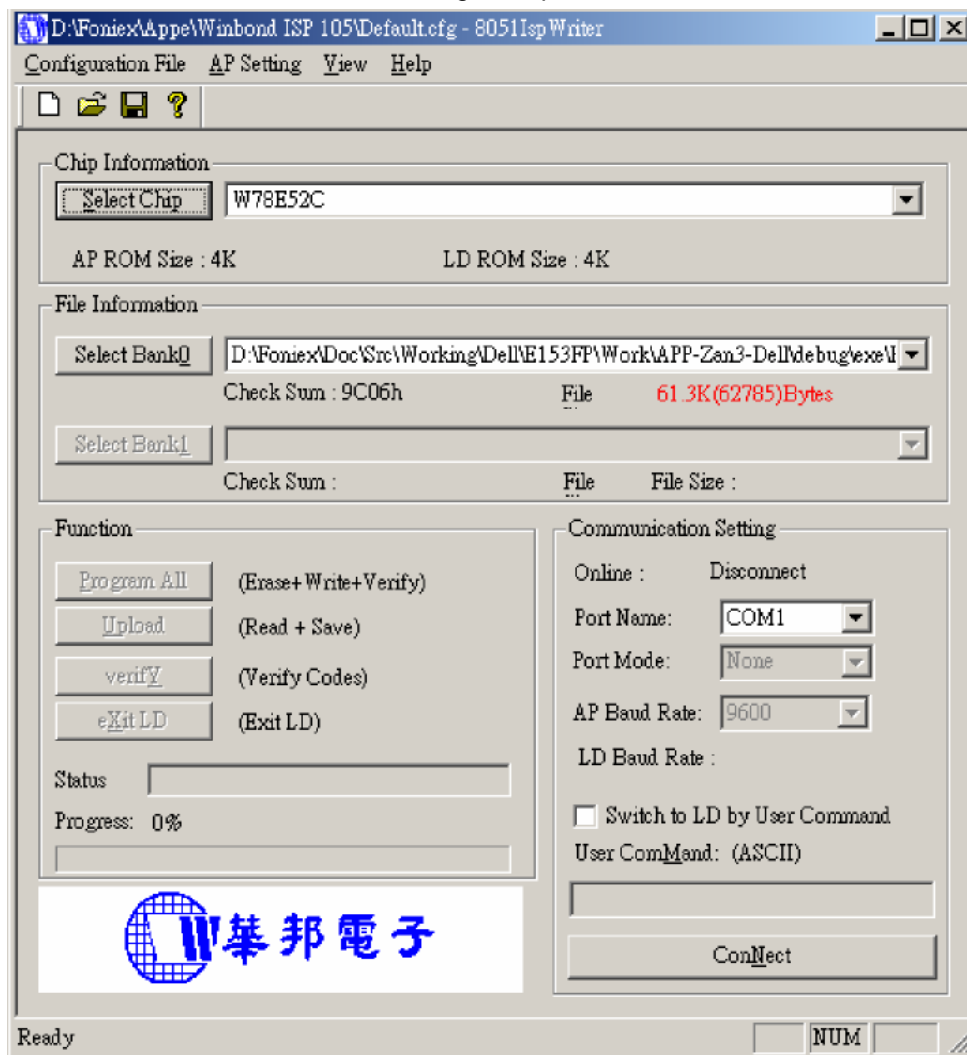 D:\Foniex\Appe\Winbond ISP 105\Default.cfg - 8051IspWriter
Configuration File AP Setting View Help
Chip Information
Select Chip W78E52C
AP ROM Size : 4K LD ROM Size : 4K
File Information
Select Bank0 D:\Foniex\Doc\Src\Working\Dell\E153FP\Work\APP-Zan3-Dell\debug\exe\
Check Sum : 9C06h File 61.3K(62785)Bytes
Select Bank1
Check Sum : File File Size :
Function
Program All (Erase+Write+Verify)
Upload (Read + Save)
verifY (Verify Codes)
eXit LD (Exit LD)
Status
Progress: 0%
Communication Setting
Online : Disconnect
Port Name: COM1
Port Mode: None
AP Baud Rate: 9600
LD Baud Rate :
Switch to LD by User Command
User ComMand: (ASCII)
ConNect
W華邦電子
Ready NUM